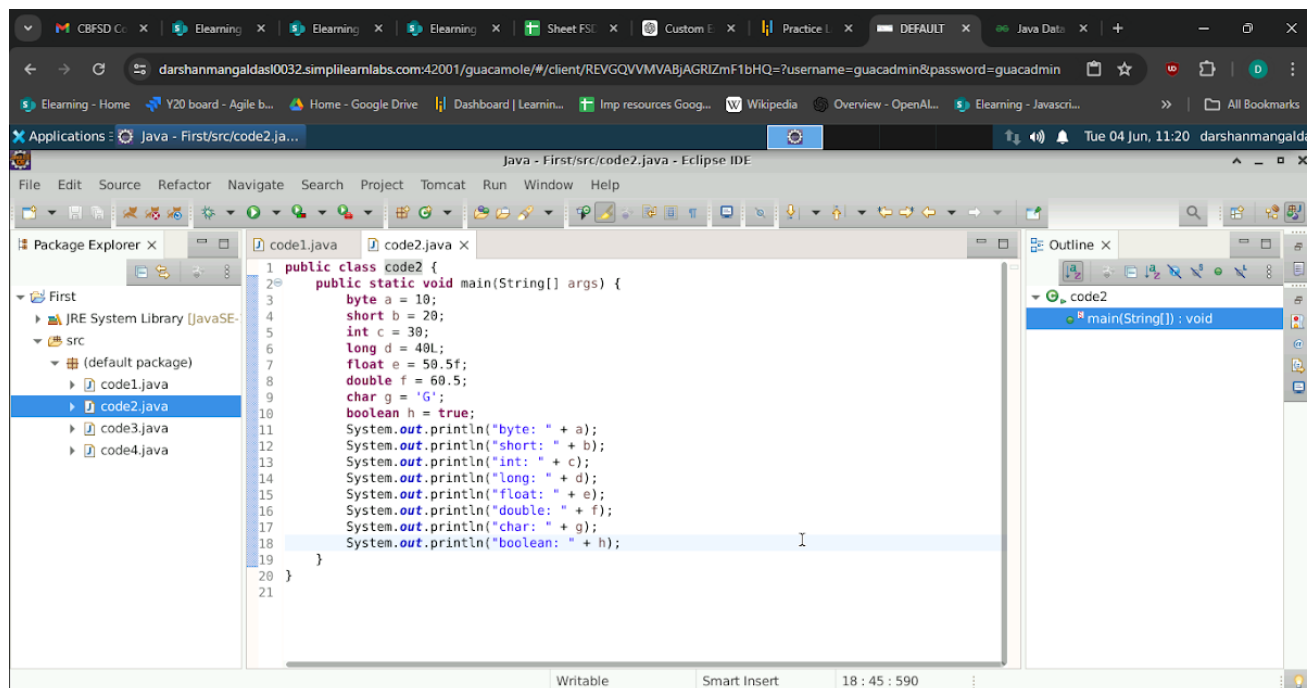 CBFSD Co
Elearning
Elearning
Elearning
Sheet FSD
Custom E
Practice L
DEFAULT
Java Data
darshanmangaldasl0032.simplilearnlabs.com:42001/guacamole/#/client/REVGQVVMVABjAGRIZmF1bHQ=?username=guacadmin&password=guacadmin
D
Elearning - Home
Y20 board - Agile b...
Home - Google Drive
Dashboard | Learnin...
Imp resources Goog...
W Wikipedia
Overview - OpenAI...
Elearning - Javascri...
»
All Bookmarks
Applications
Java - First/src/code2.ja...
Tue 04 Jun, 11:20 darshanmangalda
Java - First/src/code2.java - Eclipse IDE
File Edit Source Refactor Navigate Search Project Tomcat Run Window Help
Package Explorer
First
JRE System Library [JavaSE-
src
(default package)
code1.java
code2.java
code3.java
code4.java
code1.java
code2.java
1 public class code2 {
2 public static void main(String[] args) {
3 byte a = 10;
4 short b = 20;
5 int c = 30;
6 long d = 40L;
7 float e = 50.5f;
8 double f = 60.5;
9 char g = 'G';
10 boolean h = true;
11 System.out.println("byte: " + a);
12 System.out.println("short: " + b);
13 System.out.println("int: " + c);
14 System.out.println("long: " + d);
15 System.out.println("float: " + e);
16 System.out.println("double: " + f);
17 System.out.println("char: " + g);
18 System.out.println("boolean: " + h);
19 }
20 }
21
Outline
code2
main(String[]) : void
Writable
Smart Insert
18 : 45 : 590